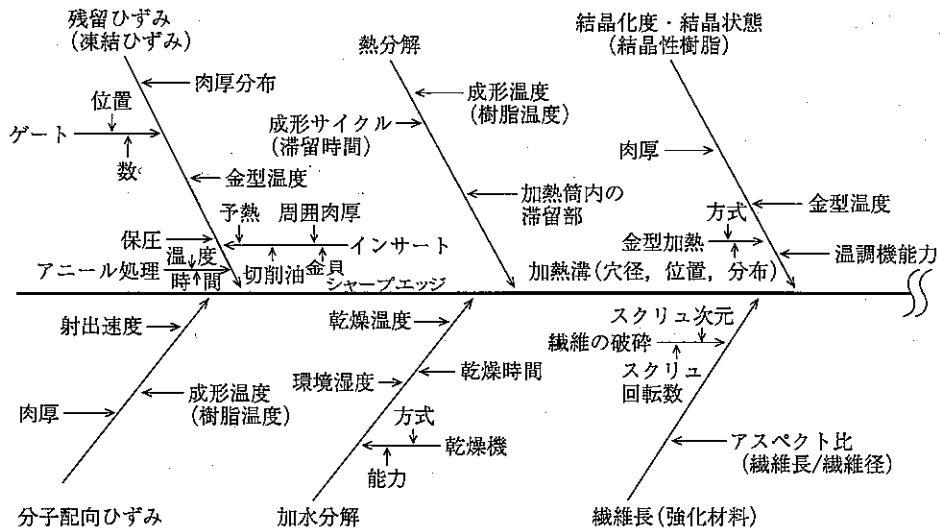 残留ひずみ
(凍結ひずみ)
肉厚分布
位置
ゲート
数
金型温度
予熱
周囲肉厚
保圧
インサート
温度
アニール処理
時間
切削油
金具
シャープエッジ
熱分解
成形温度
(樹脂温度)
成形サイクル
(滞留時間)
加熱筒内の
滞留部
結晶化度・結晶状態
(結晶性樹脂)
肉厚
金型温度
方式
金型加熱
温調機能力
加熱溝(穴径，位置，分布)
射出速度
成形温度
(樹脂温度)
肉厚
分子配向ひずみ
乾燥温度
乾燥時間
環境湿度
方式
乾燥機
能力
加水分解
スクリュ次元
繊維の破砕
スクリュ
回転数
アスペクト比
(繊維長/繊維径)
繊維長(強化材料)